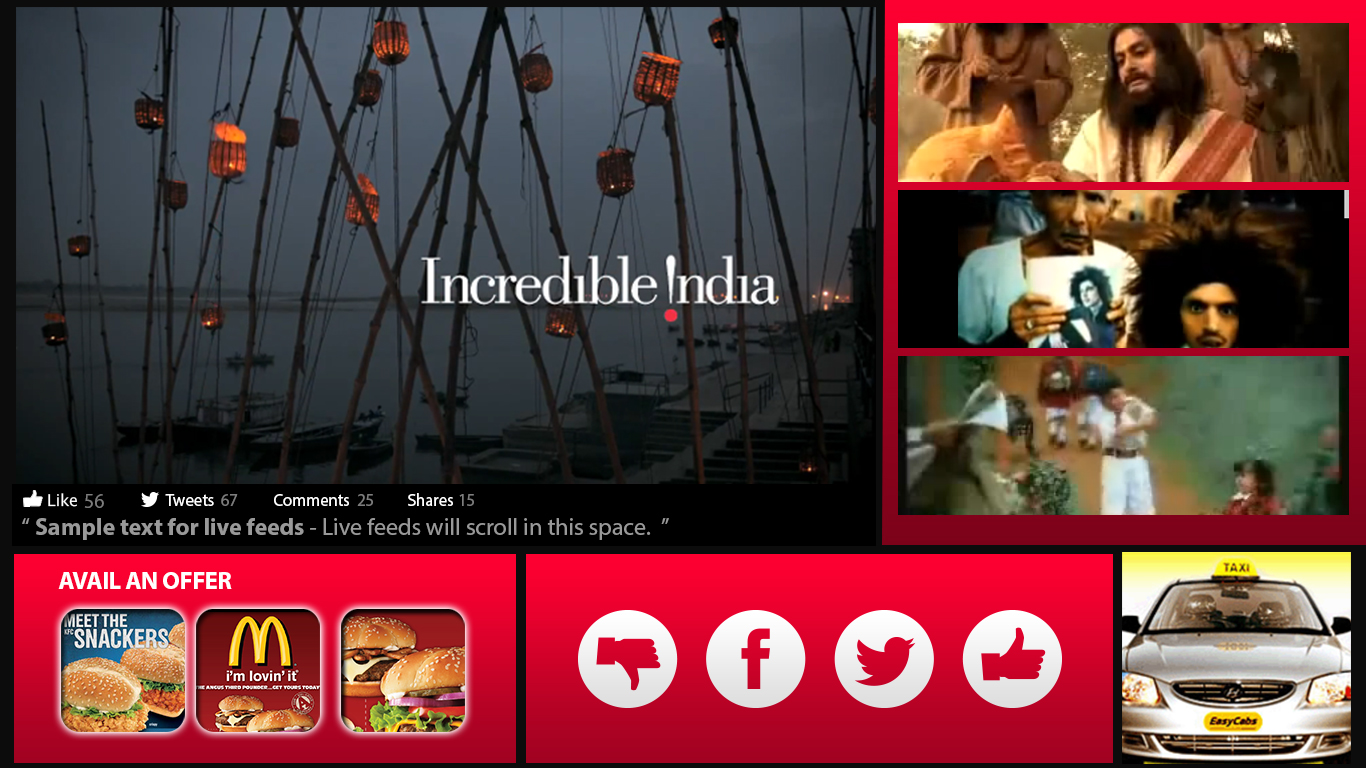 Incredıble !ndia
Like 56 Tweets 67 Comments 25 Shares 15
“ Sample text for live feeds - Live feeds will scroll in this space. ”
AVAIL AN OFFER
MEET THE
KFC SNACKERS
i'm lovin' it
THE ANGUS THIRD POUNDER...GET YOURS TODAY
TAXI
EasyCabs